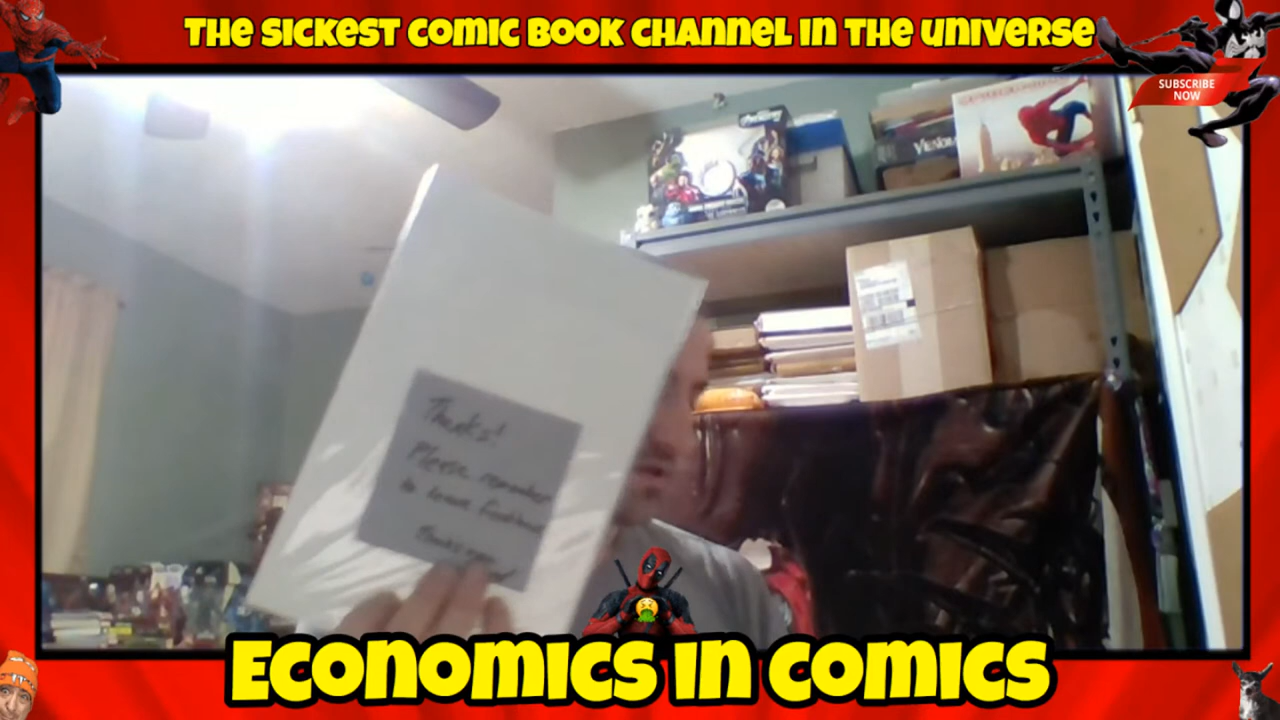 THE SICKEST COMIC BOOK CHANNEL IN THE UNIVERSE
SUBSCRIBE
NOW
Thanks!
Please remember
to leave feedback
ECONOMICS IN COMICS